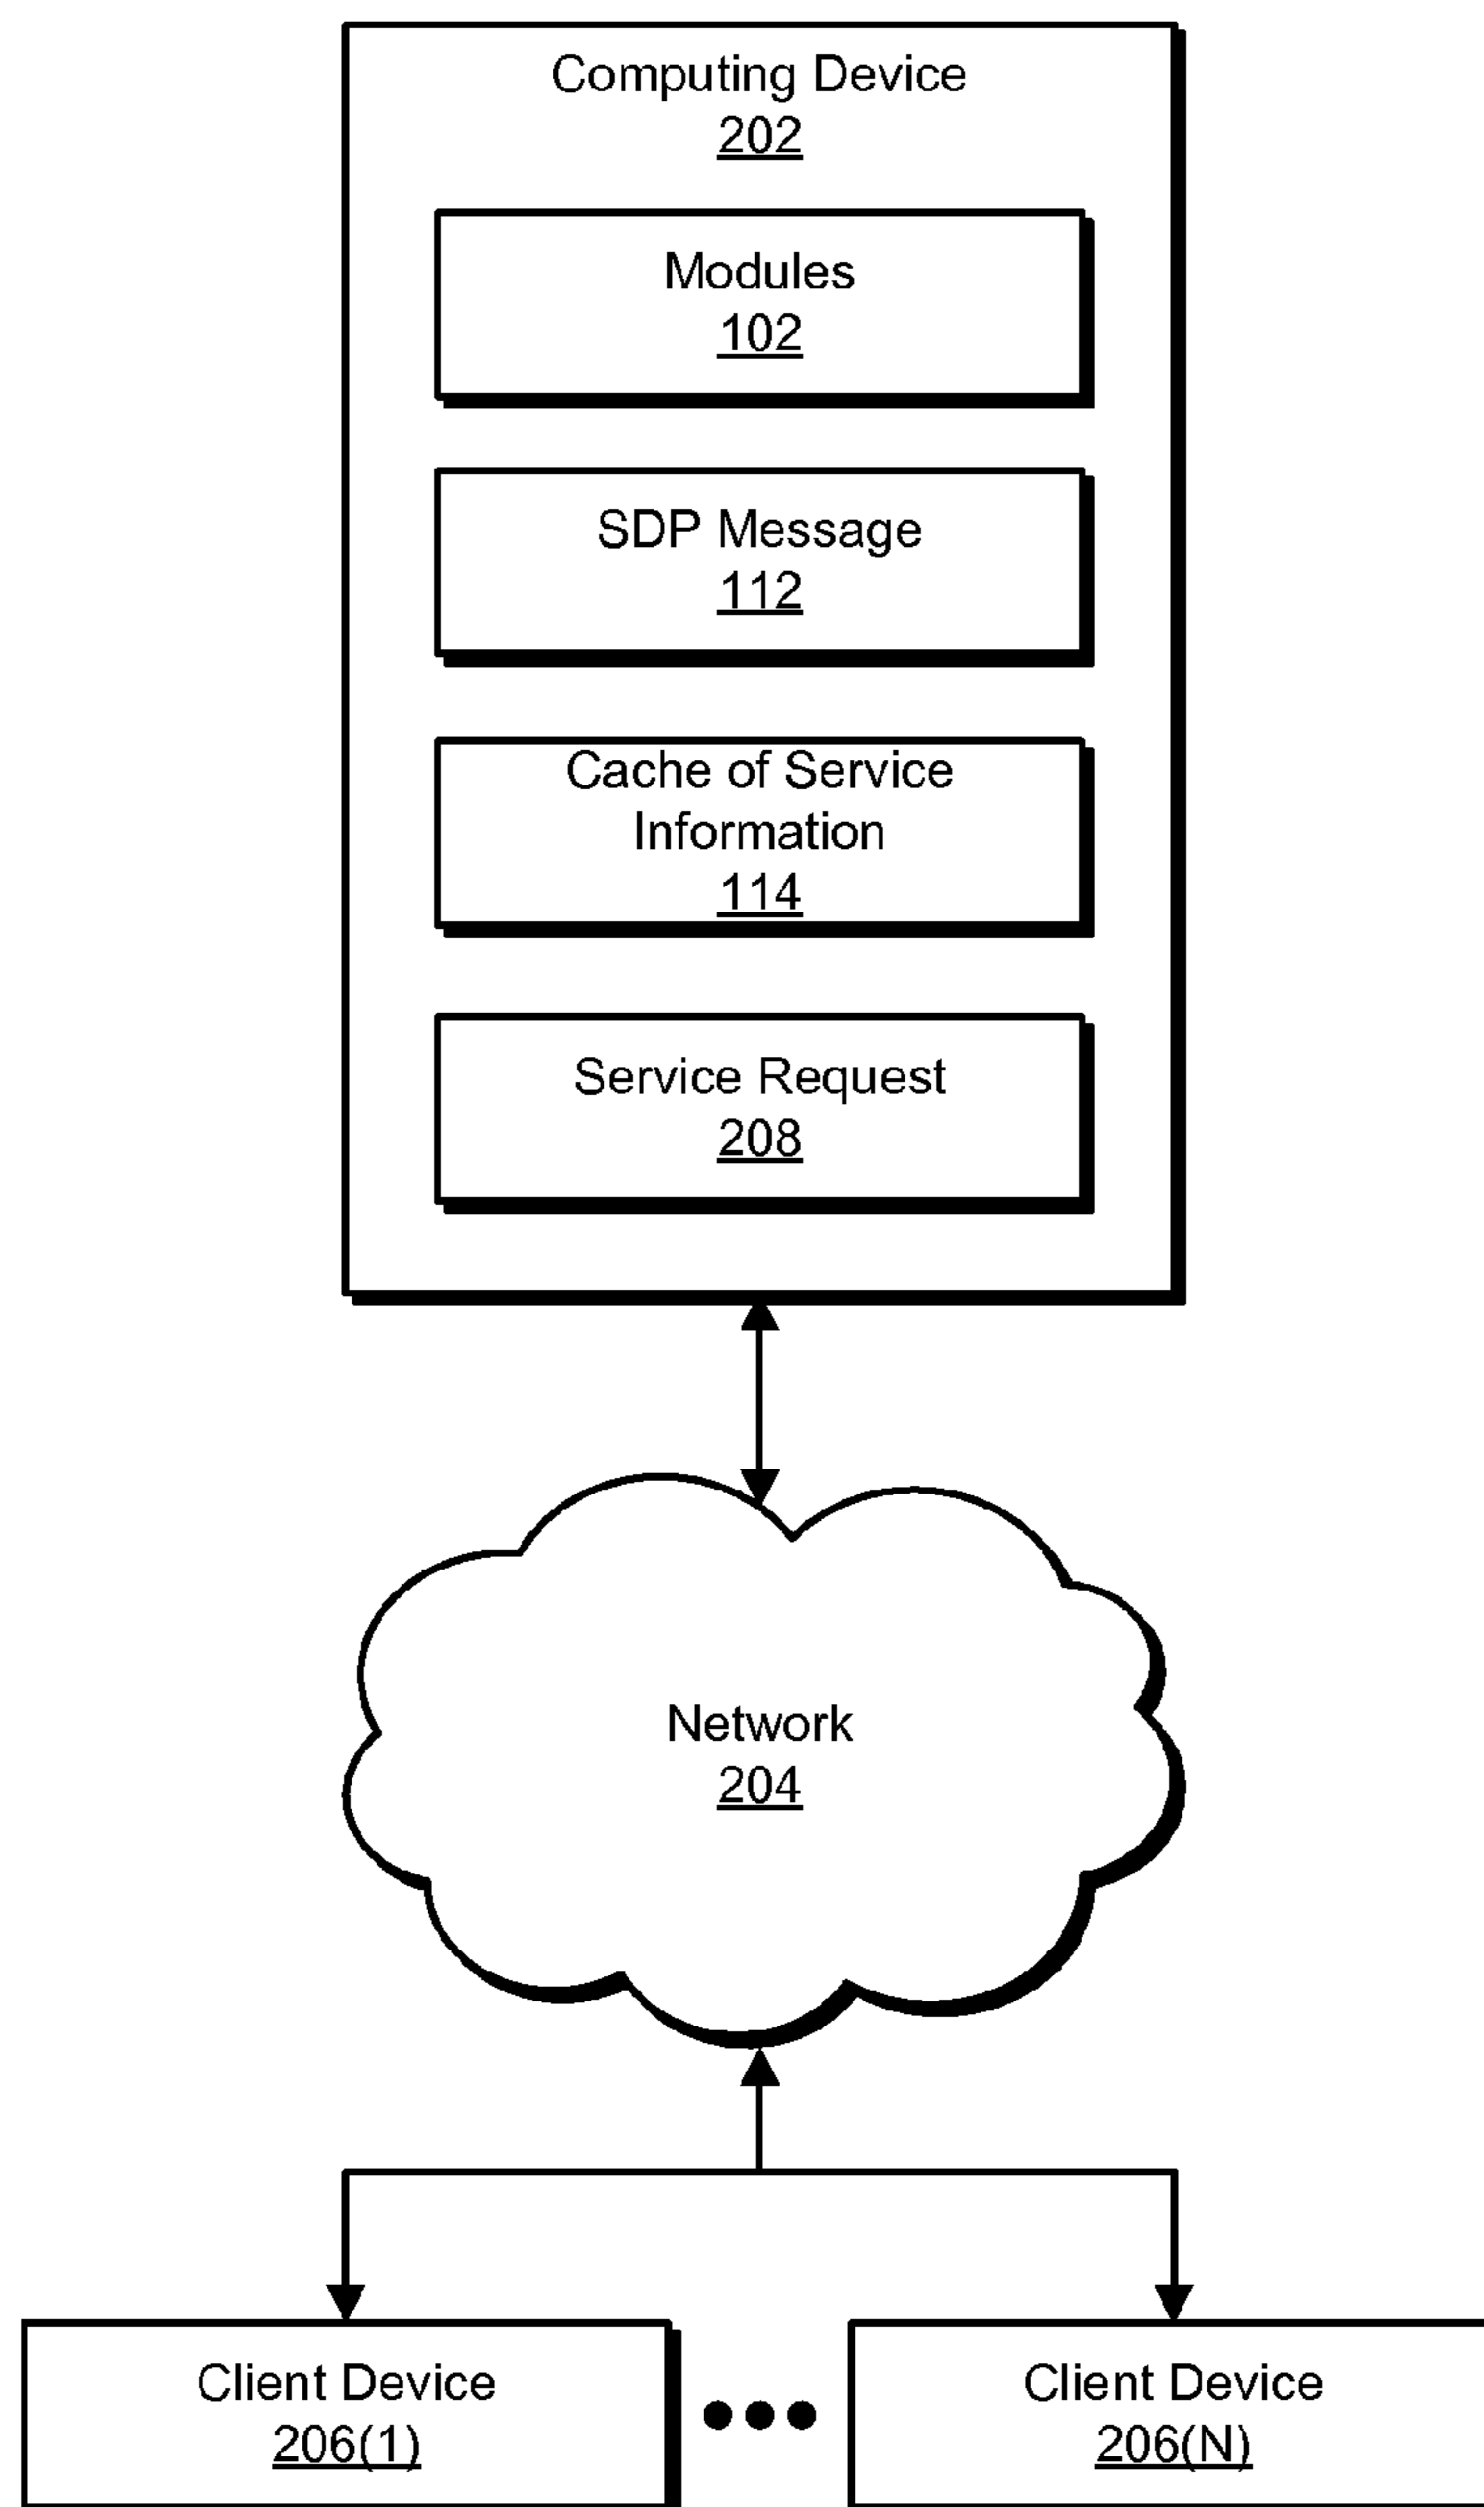 Computing Device
202
Modules
102
SDP Message
112
Cache of Service
Information
114
Service Request
208
Network
204
Client Device
206(1)
Client Device
206(N)